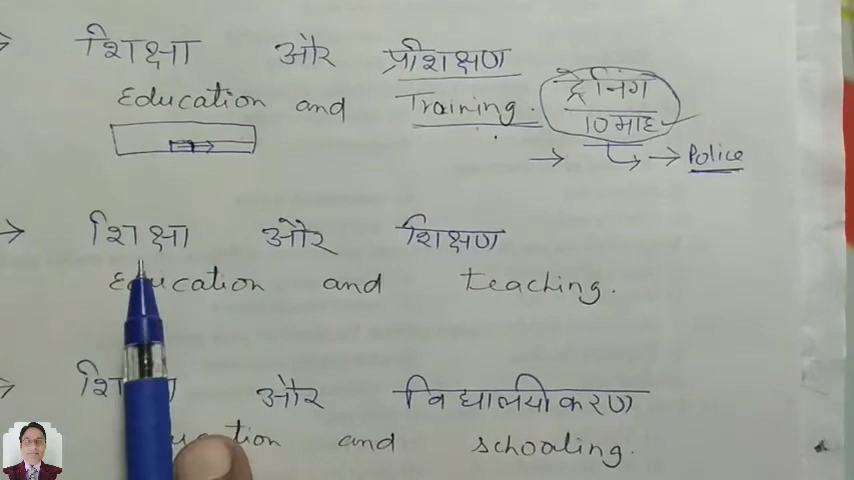 → शिक्षा और प्रशिक्षण
Education and Training. ट्रेनिंग
10 माह
→ → Police
→ शिक्षा और शिक्षण
Education and teaching.
→ और विद्यालयीकरण
and schooling.